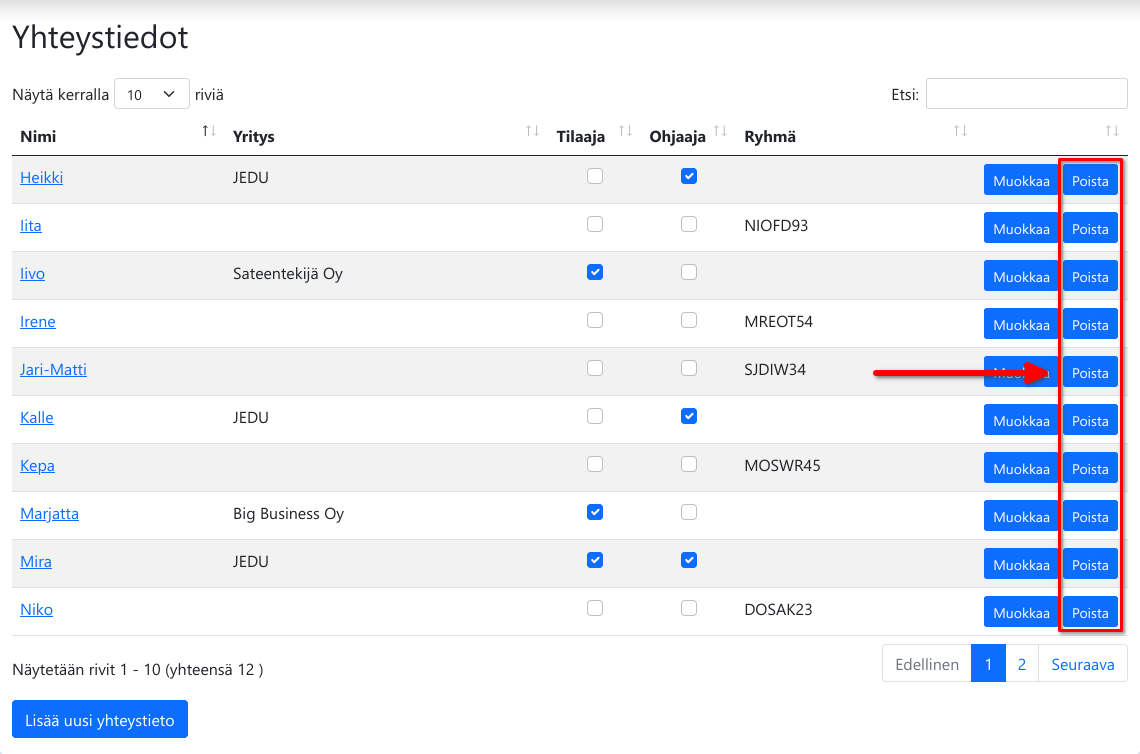 Yhteystiedot
Näytä kerralla 10 riviä Etsi:
Nimi Yritys Tilaaja Ohjaaja Ryhmä
Heikki JEDU Muokkaa Poista
Iita NIOFD93 Muokkaa Poista
Iivo Sateentekijä Oy Muokkaa Poista
Irene MREOT54 Muokkaa Poista
Jari-Matti SJDIW34 Muokkaa Poista
Kalle JEDU Muokkaa Poista
Kepa MOSWR45 Muokkaa Poista
Marjatta Big Business Oy Muokkaa Poista
Mira JEDU Muokkaa Poista
Niko DOSAK23 Muokkaa Poista
Näytetään rivit 1 - 10 (yhteensä 12 ) Edellinen 1 2 Seuraava
Lisää uusi yhteystieto